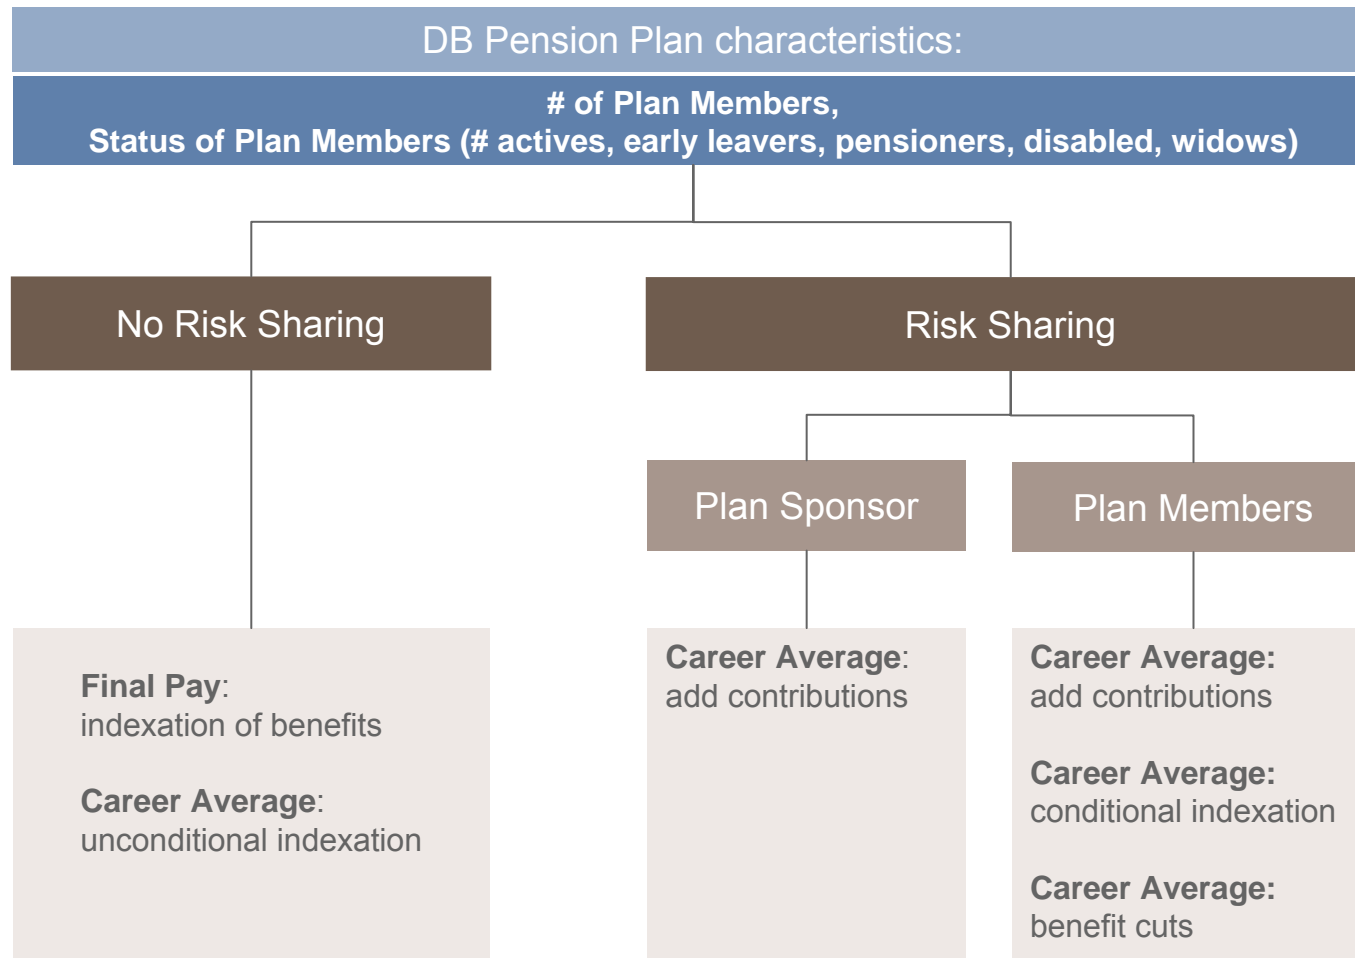 DB Pension Plan characteristics:
# of Plan Members,
Status of Plan Members (# actives, early leavers, pensioners, disabled, widows)
No Risk Sharing
Risk Sharing
Plan Sponsor
Plan Members
Final Pay:
indexation of benefits
Career Average:
unconditional indexation
Career Average:
add contributions
Career Average:
add contributions
Career Average:
conditional indexation
Career Average:
benefit cuts